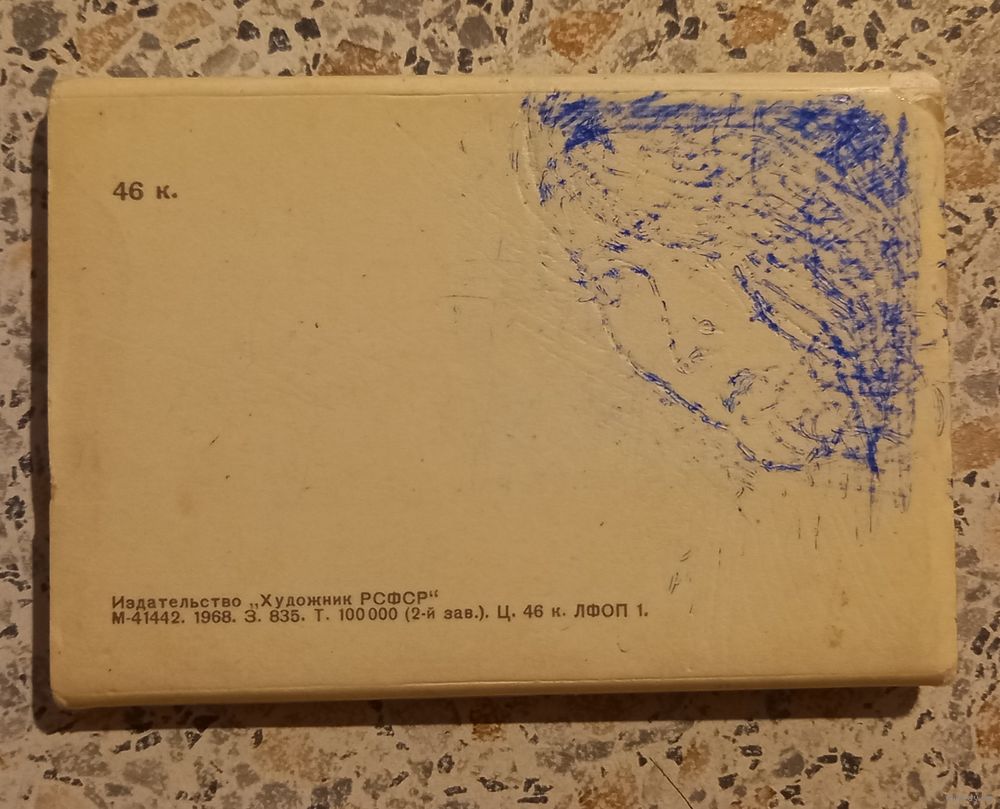 46 к.
Издательство „Художник РСФСР“
М-41442. 1968. З. 835. Т. 100 000 (2-й зав.). Ц. 46 к. ЛФОП 1.